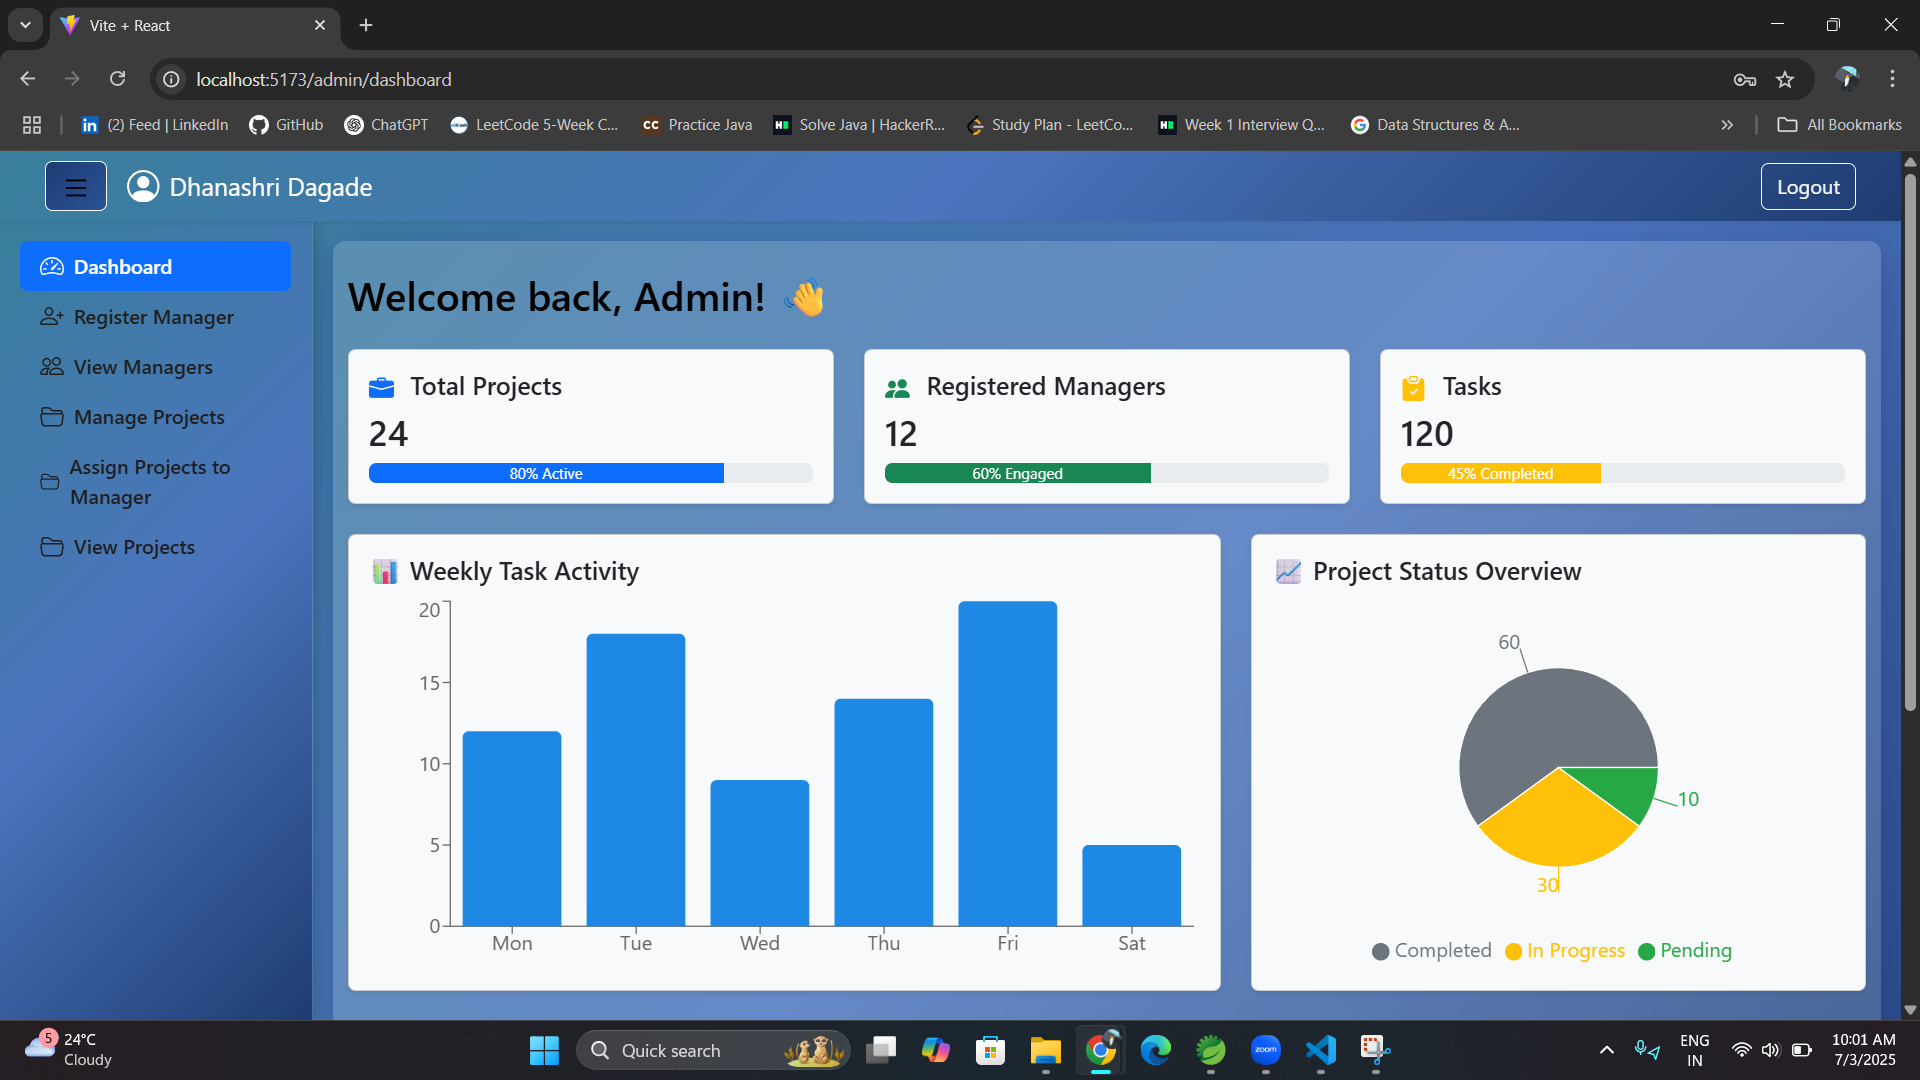 Vite + React
localhost:5173/admin/dashboard
(2) Feed | LinkedIn
GitHub
ChatGPT
LeetCode 5-Week C...
CC
Practice Java
Solve Java | HackerR...
Study Plan - LeetCo...
Week 1 Interview Q...
Data Structures & A...
All Bookmarks
Dhanashri Dagade
Logout
Dashboard
Register Manager
View Managers
Manage Projects
Assign Projects to
Manager
View Projects
Welcome back, Admin!
Total Projects
24
80% Active
Registered Managers
12
60% Engaged
Tasks
120
45% Completed
Weekly Task Activity
20
15
10
5
0
Mon
Tue
Wed
Thu
Fri
Sat
Project Status Overview
60
10
30
Completed
In Progress
Pending
5
24°C
Cloudy
Quick search
zoom
ENG
IN
10:01 AM
7/3/2025